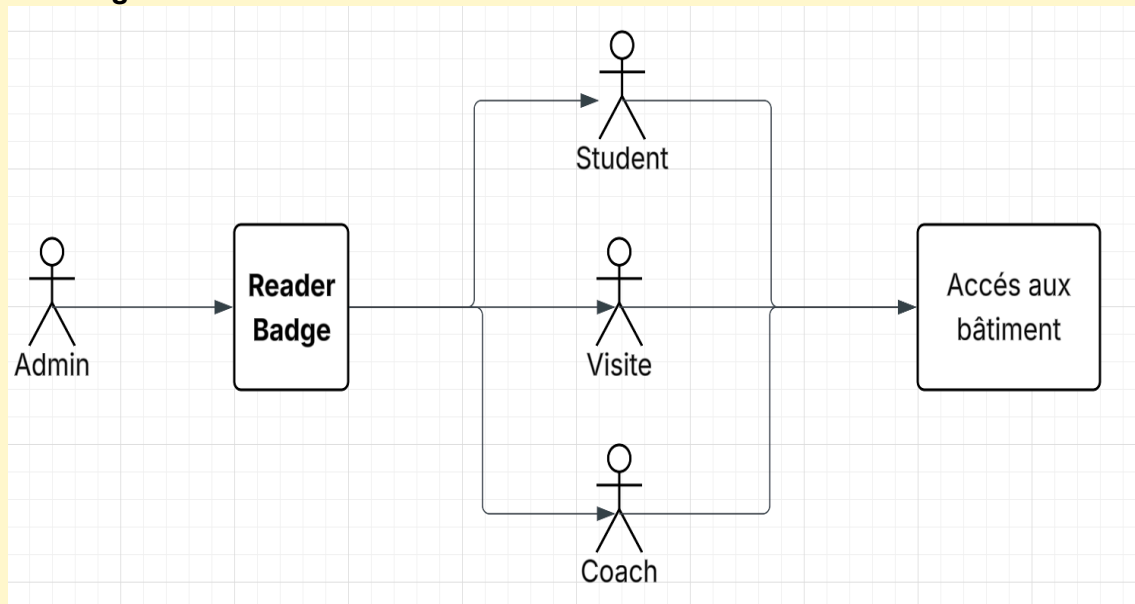 Student
Admin
Reader
Badge
Visite
Accés aux
bâtiment
Coach